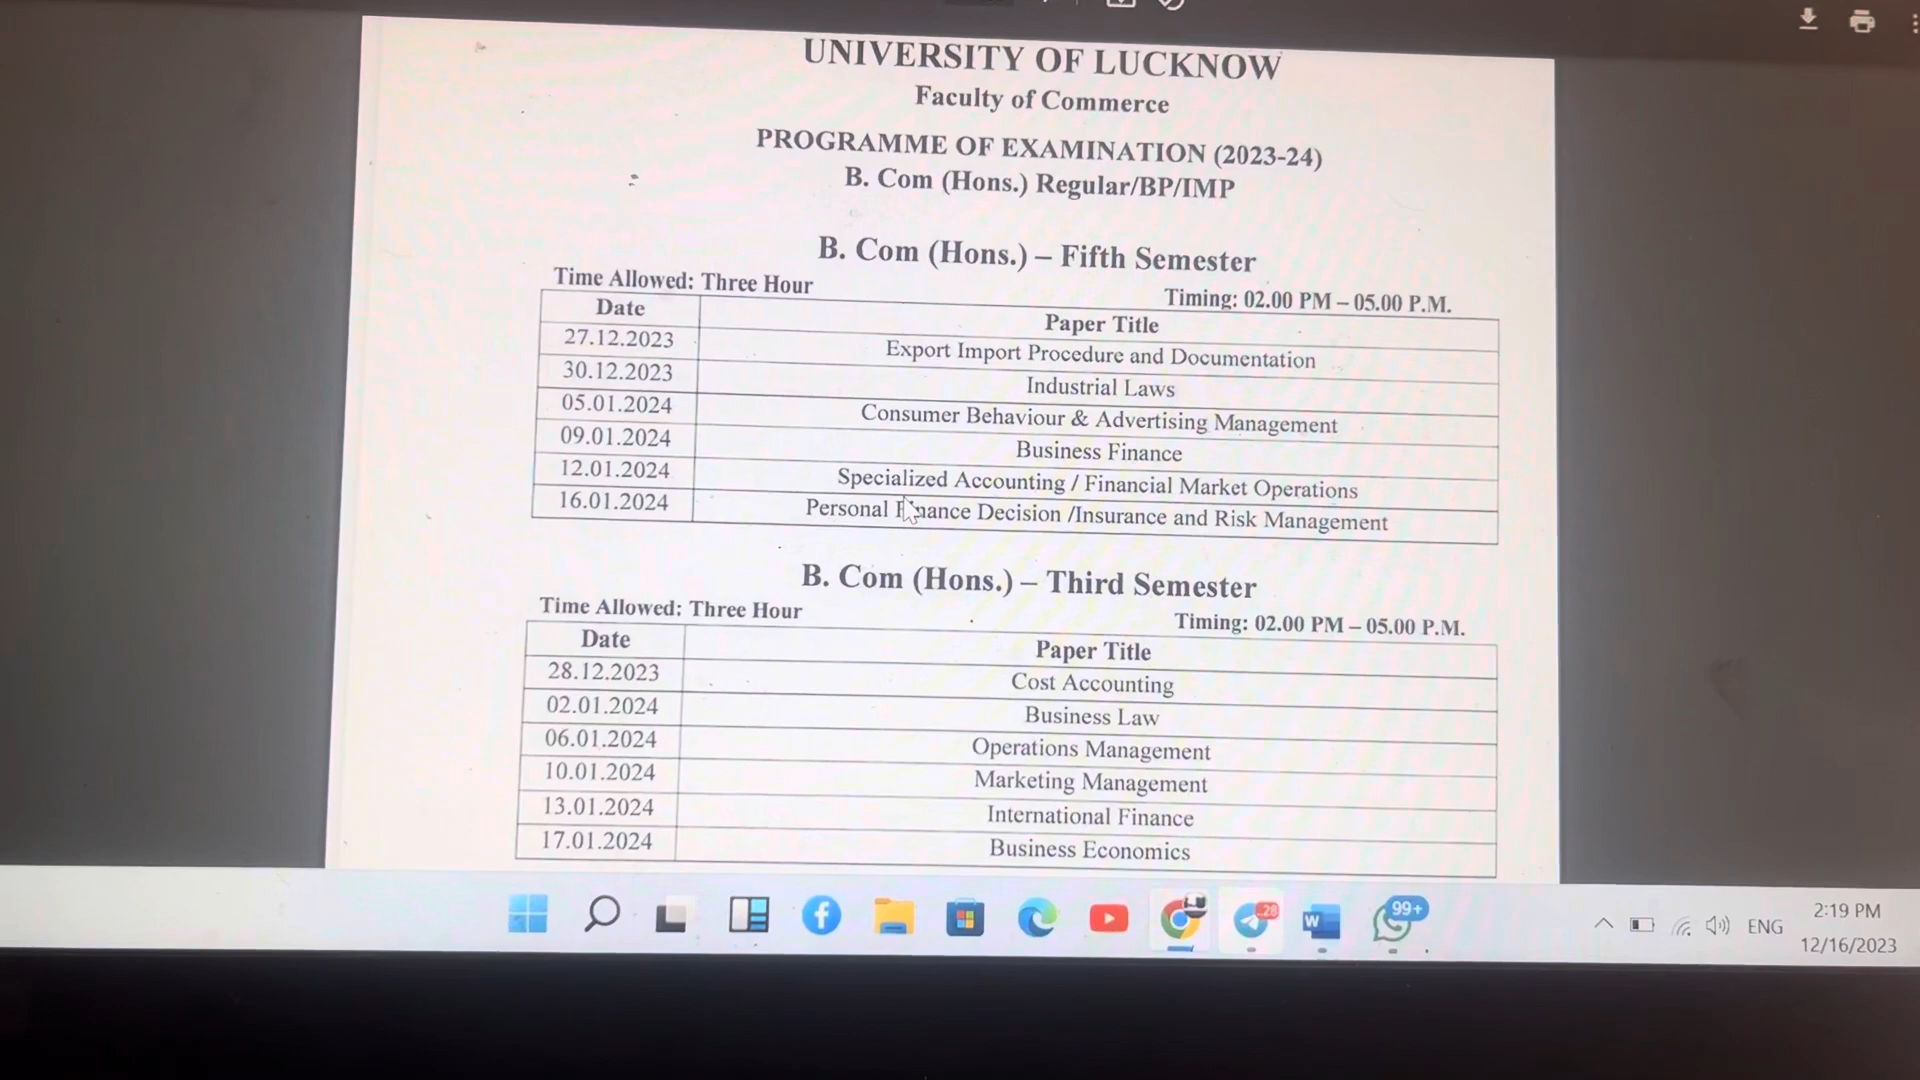 UNIVERSITY OF LUCKNOW
Faculty of Commerce
PROGRAMME OF EXAMINATION (2023-24)
B. Com (Hons.) Regular/BP/IMP
B. Com (Hons.) – Fifth Semester
Time Allowed: Three Hour Timing: 02.00 PM – 05.00 P.M.
Date Paper Title
27.12.2023 Export Import Procedure and Documentation
30.12.2023 Industrial Laws
05.01.2024 Consumer Behaviour & Advertising Management
09.01.2024 Business Finance
12.01.2024 Specialized Accounting / Financial Market Operations
16.01.2024 Personal Finance Decision /Insurance and Risk Management
B. Com (Hons.) – Third Semester
Time Allowed: Three Hour Timing: 02.00 PM – 05.00 P.M.
Date Paper Title
28.12.2023 Cost Accounting
02.01.2024 Business Law
06.01.2024 Operations Management
10.01.2024 Marketing Management
13.01.2024 International Finance
17.01.2024 Business Economics
28 W 99+ ENG 2:19 PM
12/16/2023